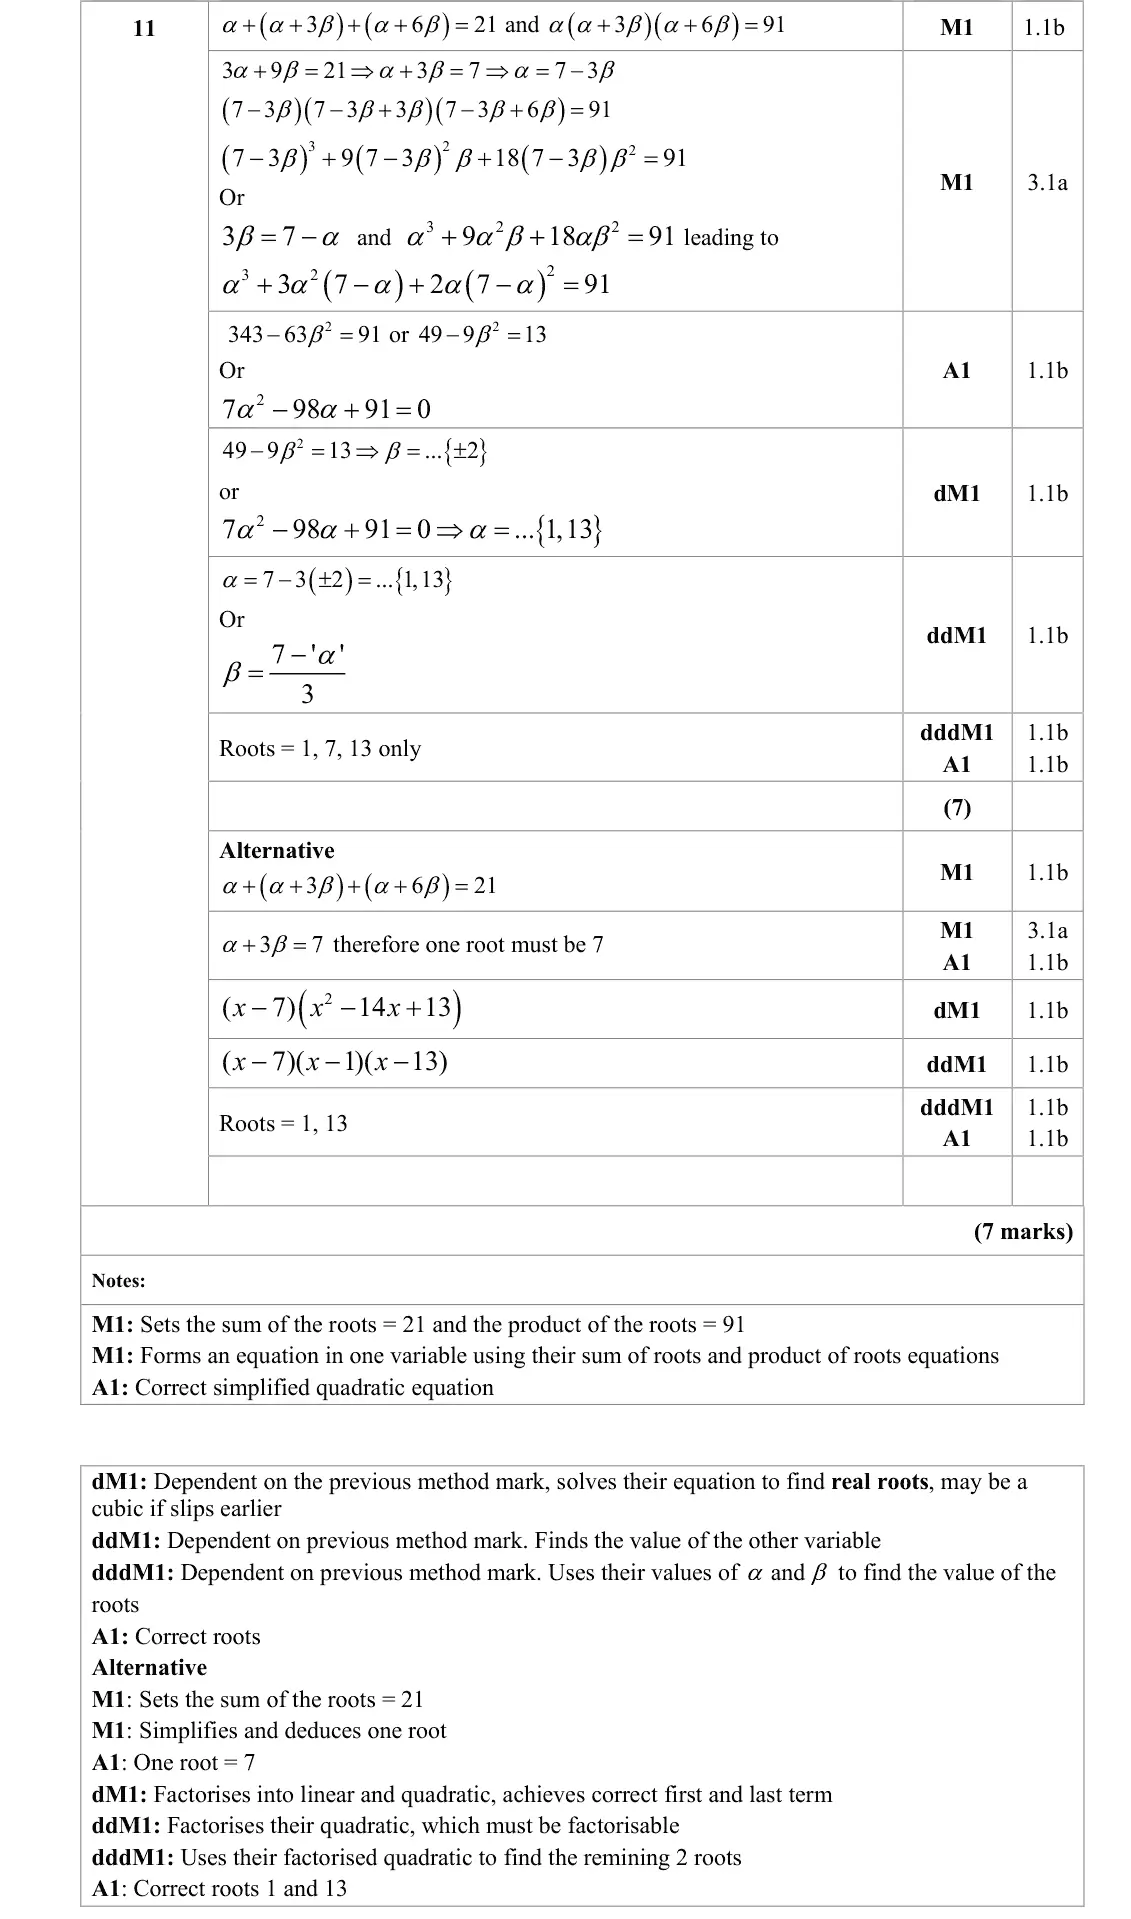 11 α+(α+3β)+(α+6β)=21 and α(α+3β)(α+6β)=91 M1 1.1b
3α+9β=21⇒α+3β=7⇒α=7−3β
(7−3β)(7−3β+3β)(7−3β+6β)=91
(7−3β)³+9(7−3β)²β+18(7−3β)β²=91
Or
3β=7−α and α³+9α²β+18αβ²=91 leading to
α³+3α²(7−α)+2α(7−α)²=91
M1 3.1a
343−63β²=91 or 49−9β²=13
Or
7α²−98α+91=0
A1 1.1b
49−9β²=13⇒β=...{±2}
or
7α²−98α+91=0⇒α=...{1,13}
dM1 1.1b
α=7−3(±2)=...{1,13}
Or
β=(7−'α')/3
ddM1 1.1b
Roots = 1, 7, 13 only
dddM1 1.1b
A1 1.1b
(7)
Alternative
α+(α+3β)+(α+6β)=21
M1 1.1b
α+3β=7 therefore one root must be 7
M1 3.1a
A1 1.1b
(x−7)(x²−14x+13) dM1 1.1b
(x−7)(x−1)(x−13) ddM1 1.1b
Roots = 1, 13
dddM1 1.1b
A1 1.1b
(7 marks)
Notes:
M1: Sets the sum of the roots = 21 and the product of the roots = 91
M1: Forms an equation in one variable using their sum of roots and product of roots equations
A1: Correct simplified quadratic equation
dM1: Dependent on the previous method mark, solves their equation to find real roots, may be a
cubic if slips earlier
ddM1: Dependent on previous method mark. Finds the value of the other variable
dddM1: Dependent on previous method mark. Uses their values of α and β to find the value of the
roots
A1: Correct roots
Alternative
M1: Sets the sum of the roots = 21
M1: Simplifies and deduces one root
A1: One root = 7
dM1: Factorises into linear and quadratic, achieves correct first and last term
ddM1: Factorises their quadratic, which must be factorisable
dddM1: Uses their factorised quadratic to find the remining 2 roots
A1: Correct roots 1 and 13